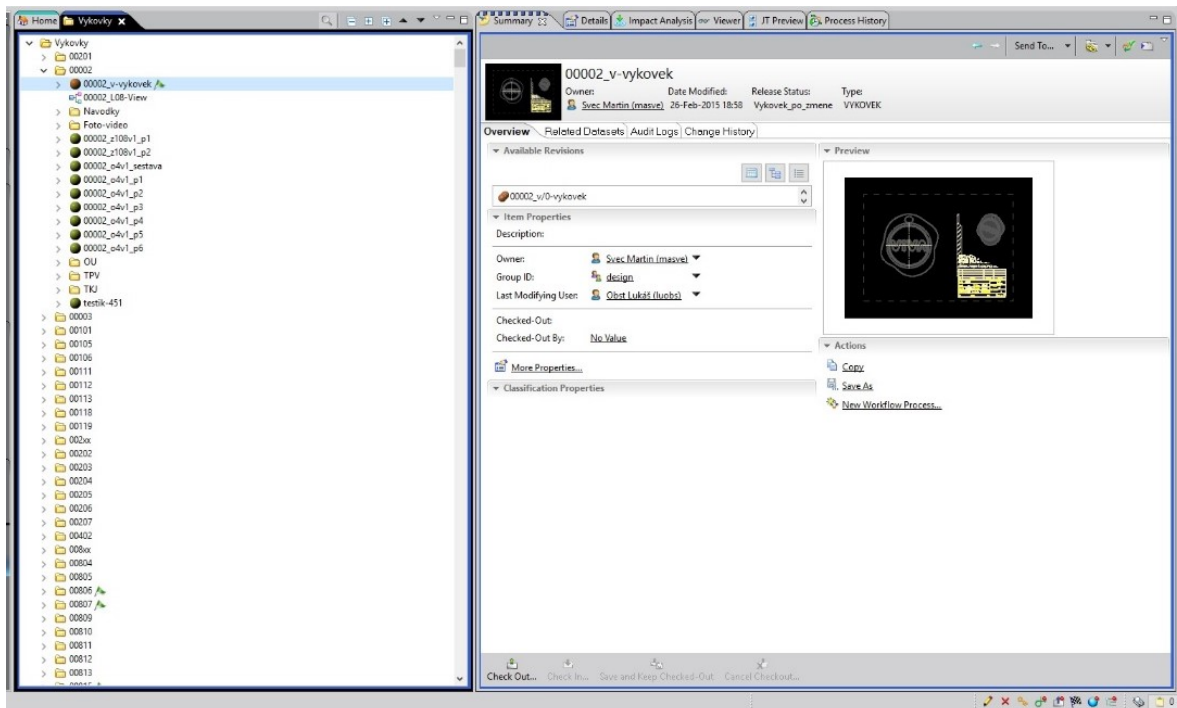 Home Vykovky
Vykovky
00201
00002
00002_v-vykovek
00002_L08-View
Navodky
Foto-video
00002_z108v1_p1
00002_z108v1_p2
00002_o4v1_sestava
00002_o4v1_p1
00002_o4v1_p2
00002_o4v1_p3
00002_o4v1_p4
00002_o4v1_p5
00002_o4v1_p6
OU
TPV
TKJ
testik-451
00003
00101
00105
00106
00111
00112
00113
00118
00119
002xx
00202
00203
00204
00205
00206
00207
00402
008xx
00804
00805
00806
00807
00809
00810
00811
00812
00813
Summary Details Impact Analysis Viewer JT Preview Process History
Send To...
00002_v-vykovek
Owner: Date Modified: Release Status: Type:
Svec Martin (masve) 26-Feb-2015 18:58 Vykovek_po_zmene VYKOVEK
Overview Related Datasets Audit Logs Change History
Available Revisions
00002_v/0-vykovek
Item Properties
Description:
Owner: Svec Martin (masve)
Group ID: design
Last Modifying User: Obst Lukáš (luobs)
Checked-Out:
Checked-Out By: No Value
More Properties...
Classification Properties
Preview
Actions
Copy
Save As
New Workflow Process...
Check Out... Check In... Save and Keep Checked-Out Cancel Checkout...
0